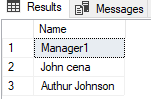 Results Messages
Name
1 Manager1
2 John cena
3 Authur Johnson